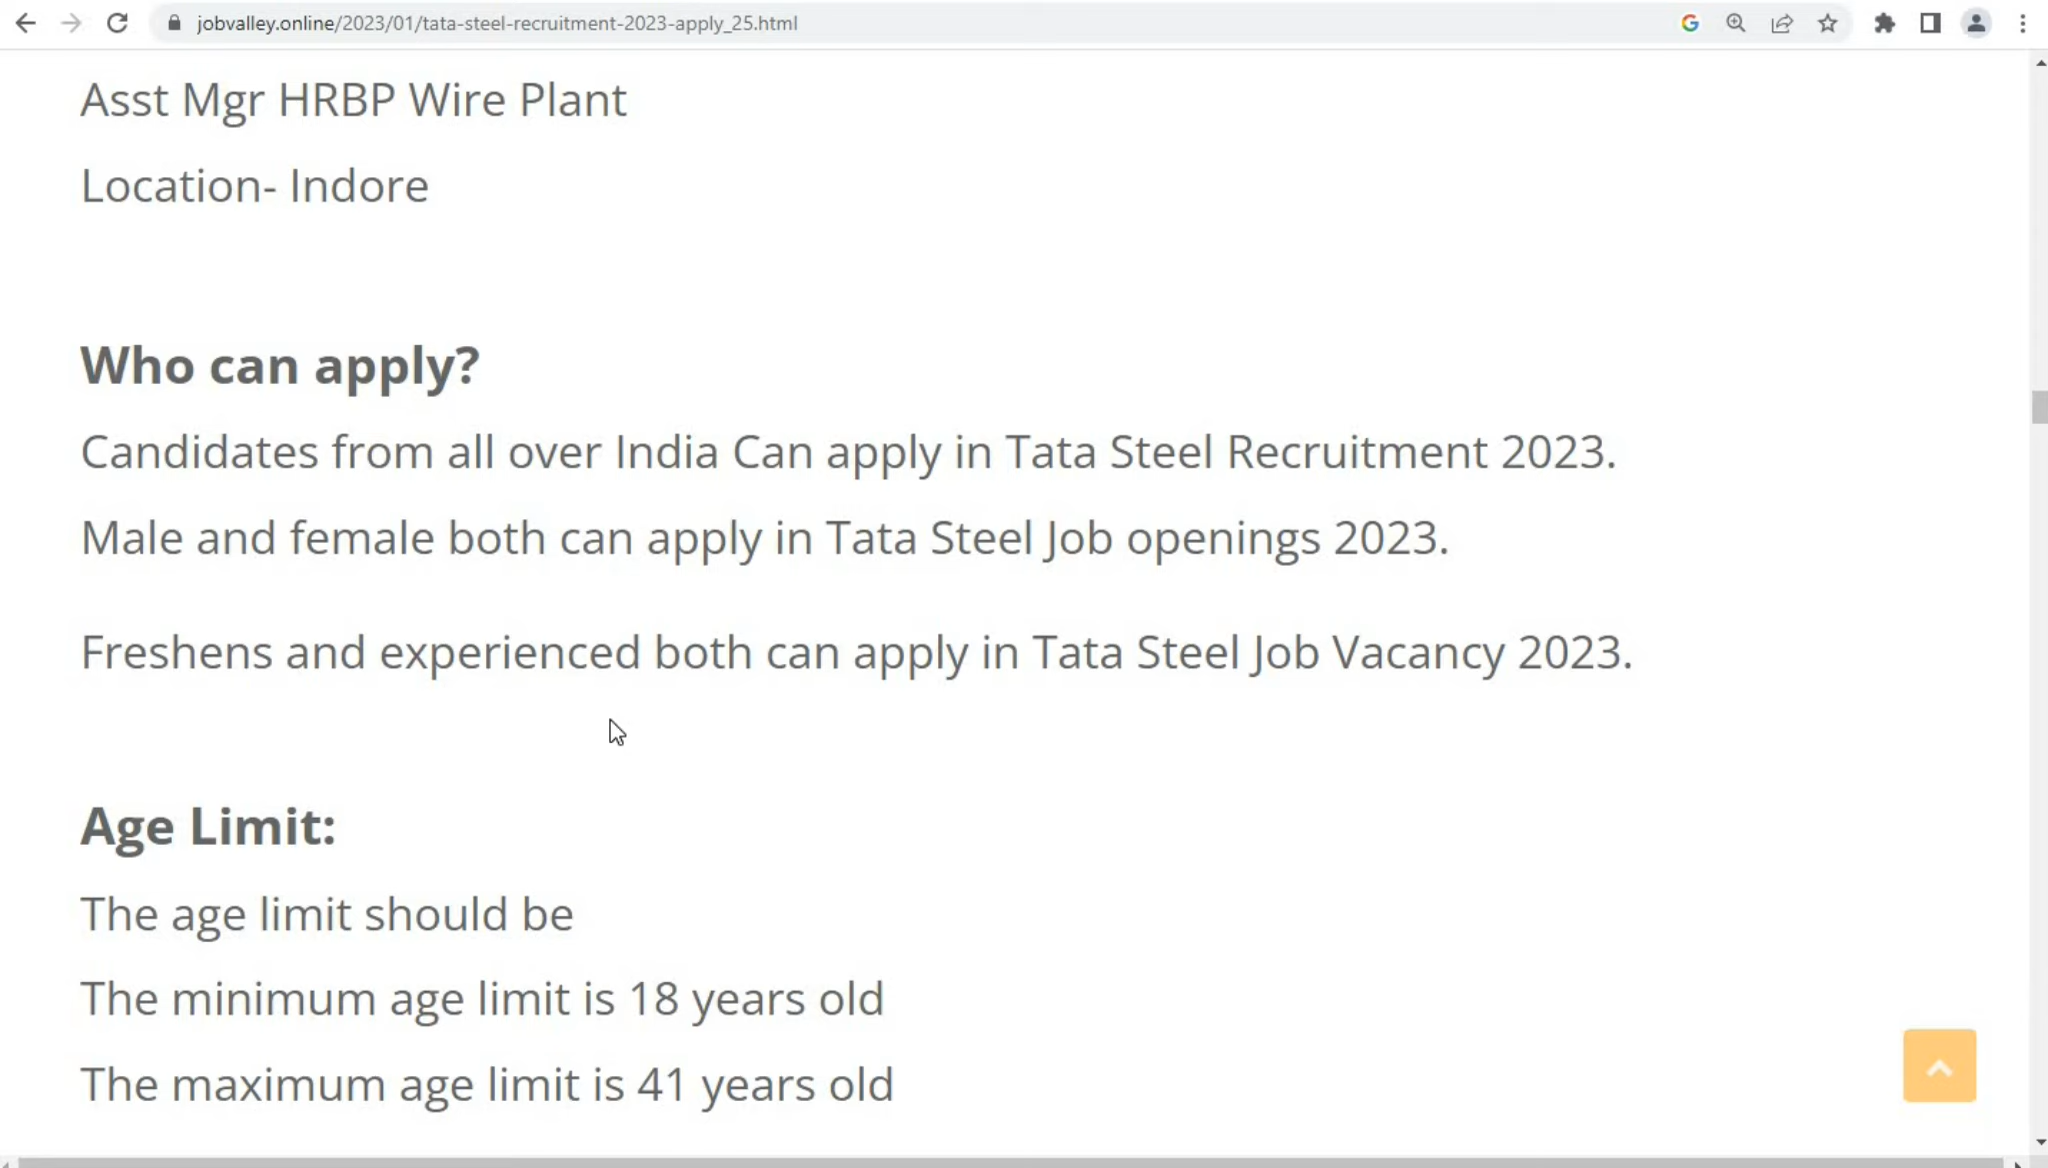 jobvalley.online/2023/01/tata-steel-recruitment-2023-apply_25.html
Asst Mgr HRBP Wire Plant
Location- Indore
Who can apply?
Candidates from all over India Can apply in Tata Steel Recruitment 2023.
Male and female both can apply in Tata Steel Job openings 2023.
Freshens and experienced both can apply in Tata Steel Job Vacancy 2023.
Age Limit:
The age limit should be
The minimum age limit is 18 years old
The maximum age limit is 41 years old